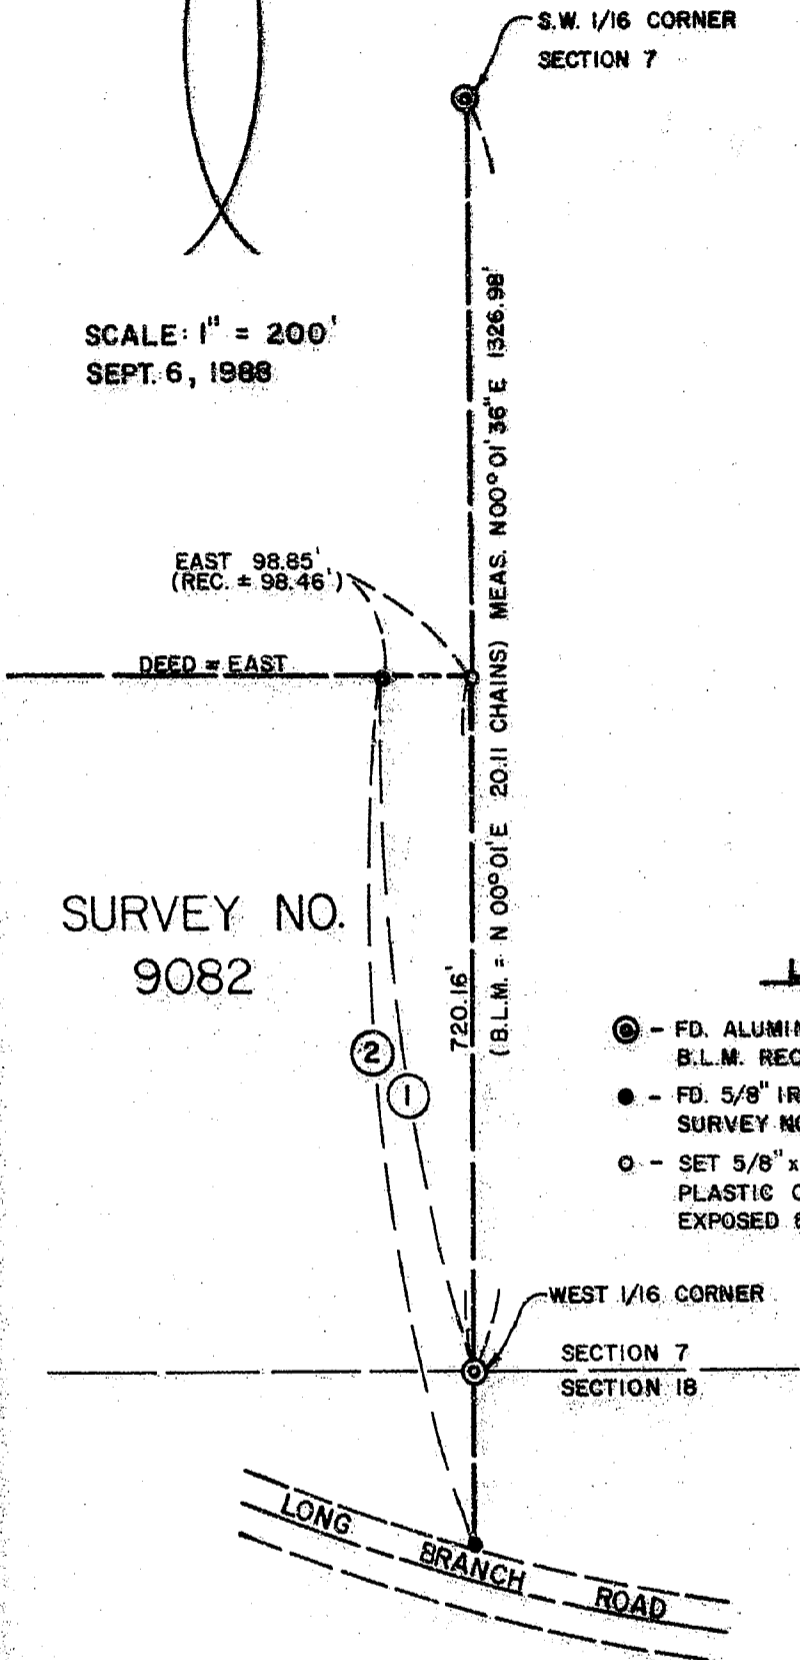 S.W. 1/16 CORNER
SECTION 7
SCALE: 1" = 200'
SEPT. 6, 1988
EAST 98.85'
(REC. ± 98.46')
DEED = EAST
(B.L.M. = N 00° 01' E 20.11 CHAINS) MEAS. N 00° 01' 36" E 1326.98'
720.16'
SURVEY NO.
9082
2
1
FD. ALUMIN
B.L.M. REC
FD. 5/8" IR
SURVEY NO
SET 5/8" x
PLASTIC C
EXPOSED
WEST 1/16 CORNER
SECTION 7
SECTION 18
LONG BRANCH ROAD